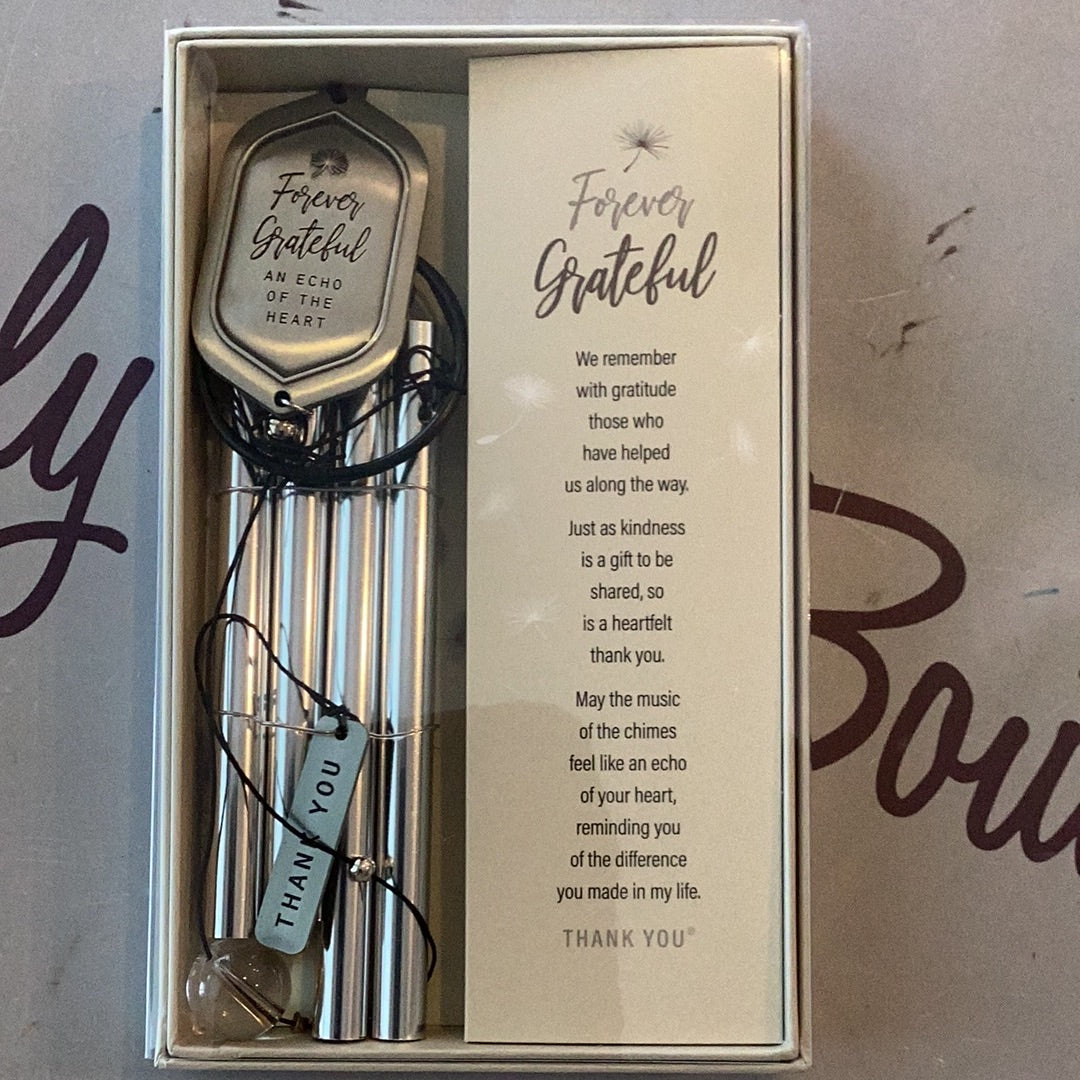 Forever
Grateful
AN ECHO
OF THE
HEART
THANK YOU
Forever
Grateful
We remember
with gratitude
those who
have helped
us along the way.
Just as kindness
is a gift to be
shared, so
is a heartfelt
thank you.
May the music
of the chimes
feel like an echo
of your heart,
reminding you
of the difference
you made in my life.
THANK YOU®
ly
Bou